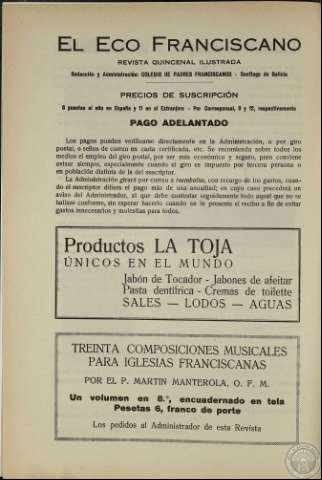 EL ECO FRANCISCANO
REVISTA QUINCENAL ILUSTRADA
Redacción y Administración: COLEGIO DE PADRES FRANCISCANOS - Santiago de Galicia
PRECIOS DE SUSCRIPCIÓN
8 pesetas al año en España y 11 en el Extranjero - Por Corresponsal, 9 y 12, respectivamente
PAGO ADELANTADO
Los pagos pueden verificarse directamente en la Administración, o por giro
postal, o sellos de correo en carta certificada, etc. Se recomienda sobre todos los
medios el empleo del giro postal, por ser más económico y seguro, pero conviene
evitar siempre, especialmente cuando el giro es impuesto por tercera persona o
en población distinta de la del suscriptor.
La Administración girará por correo a reembolso, con recargo de los gastos, cuan-
do el suscriptor difiera el pago más de una anualidad; en cuyo caso precederá un
aviso del Administrador, al que debe contestar seguidamente todo aquel que no se
hallase conforme, sin esperar hacerlo cuando se le presente el recibo a fin de evitar
gastos innecesarios y molestias para todos.
Productos LA TOJA
ÚNICOS EN EL MUNDO
Jabón de Tocador - Jabones de afeitar
Pasta dentífrica - Cremas de toilette
SALES — LODOS — AGUAS
TREINTA COMPOSICIONES MUSICALES
PARA IGLESIAS FRANCISCANAS
POR EL P. MARTIN MANTEROLA, O. F. M.
Un volumen en 8.º, encuadernado en tela
Pesetas 6, franco de porte
Los pedidos al Administrador de esta Revista